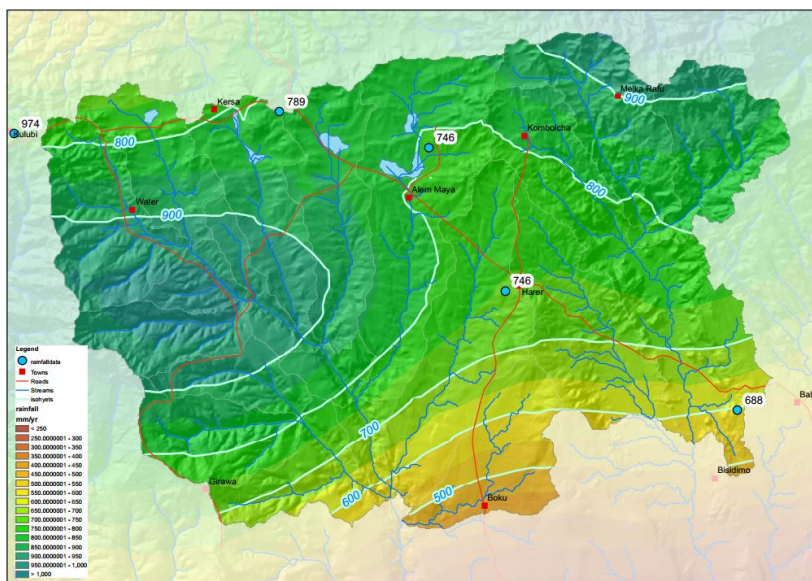 Kersa
789
974
Kulubi
800
746
Kombolcha
Melka Rafu
900
800
Alem Maya
Water
900
746
Harer
688
700
600
500
Girawa
Boku
Bisidimo
Legend
rainfalldata
Towns
Roads
Streams
isohyets
rainfall
mm/yr
< 250
250.0000001 - 300
300.0000001 - 350
350.0000001 - 400
400.0000001 - 450
450.0000001 - 500
500.0000001 - 550
550.0000001 - 600
600.0000001 - 650
650.0000001 - 700
700.0000001 - 750
750.0000001 - 800
800.0000001 - 850
850.0000001 - 900
900.0000001 - 950
950.0000001 - 1,000
> 1,000